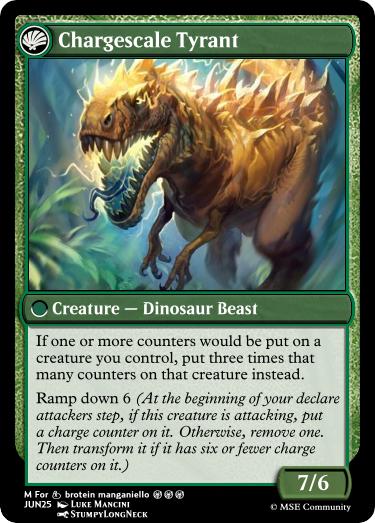 Chargescale Tyrant
Creature — Dinosaur Beast
If one or more counters would be put on a
creature you control, put three times that
many counters on that creature instead.
Ramp down 6 (At the beginning of your declare
attackers step, if this creature is attacking, put
a charge counter on it. Otherwise, remove one.
Then transform it if it has six or fewer charge
counters on it.)
7/6
M For brotein manganiello
JUN25 Luke Mancini
StumpyLongNeck
© MSE Community